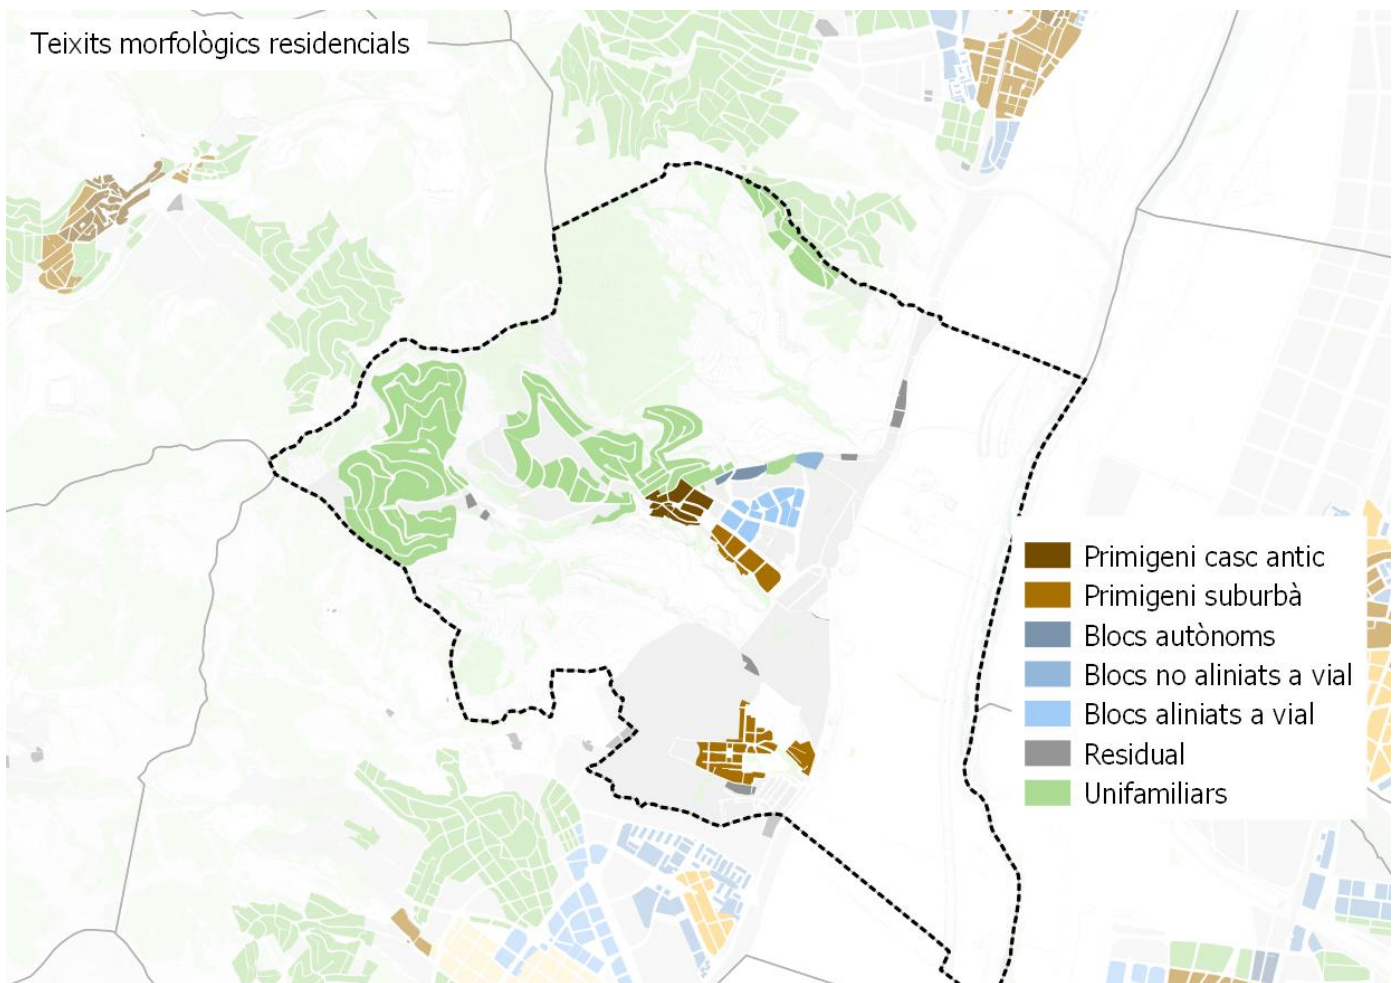 Teixits morfològics residencials
Primigeni casc antic
Primigeni suburbà
Blocs autònoms
Blocs no aliniats a vial
Blocs aliniats a vial
Residual
Unifamiliars